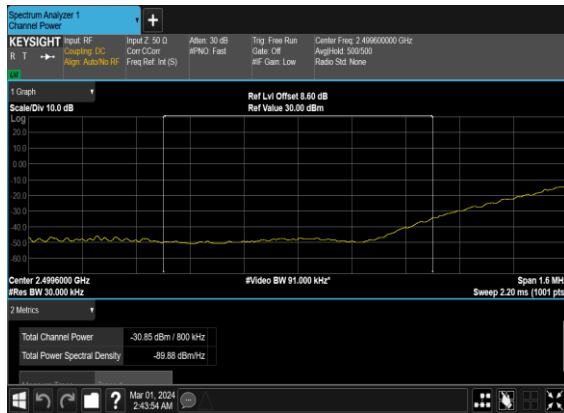 Spectrum Analyzer 1
Channel Power
+
KEYSIGHT Input: RF Input Z: 50 Ω Atten: 30 dB Trig: Free Run Center Freq: 2.499600000 GHz
R T Coupling: DC Corr CCorr #PNO: Fast Gate: Off Avg|Hold: 500/500
Align: Auto/No RF Freq Ref: Int (S) #IF Gain: Low Radio Std: None
LXI
1 Graph
Ref Lvl Offset 8.60 dB
Scale/Div 10.0 dB Ref Value 30.00 dBm
Log
20.0
10.0
0.00
-10.0
-20.0
-30.0
-40.0
-50.0
-60.0
Center 2.4996000 GHz #Video BW 91.000 kHz* Span 1.6 MH
#Res BW 30.000 kHz Sweep 2.20 ms (1001 pts
2 Metrics
Total Channel Power -30.85 dBm / 800 kHz
Total Power Spectral Density -89.88 dBm/Hz
?
Mar 01, 2024
2:43:54 AM